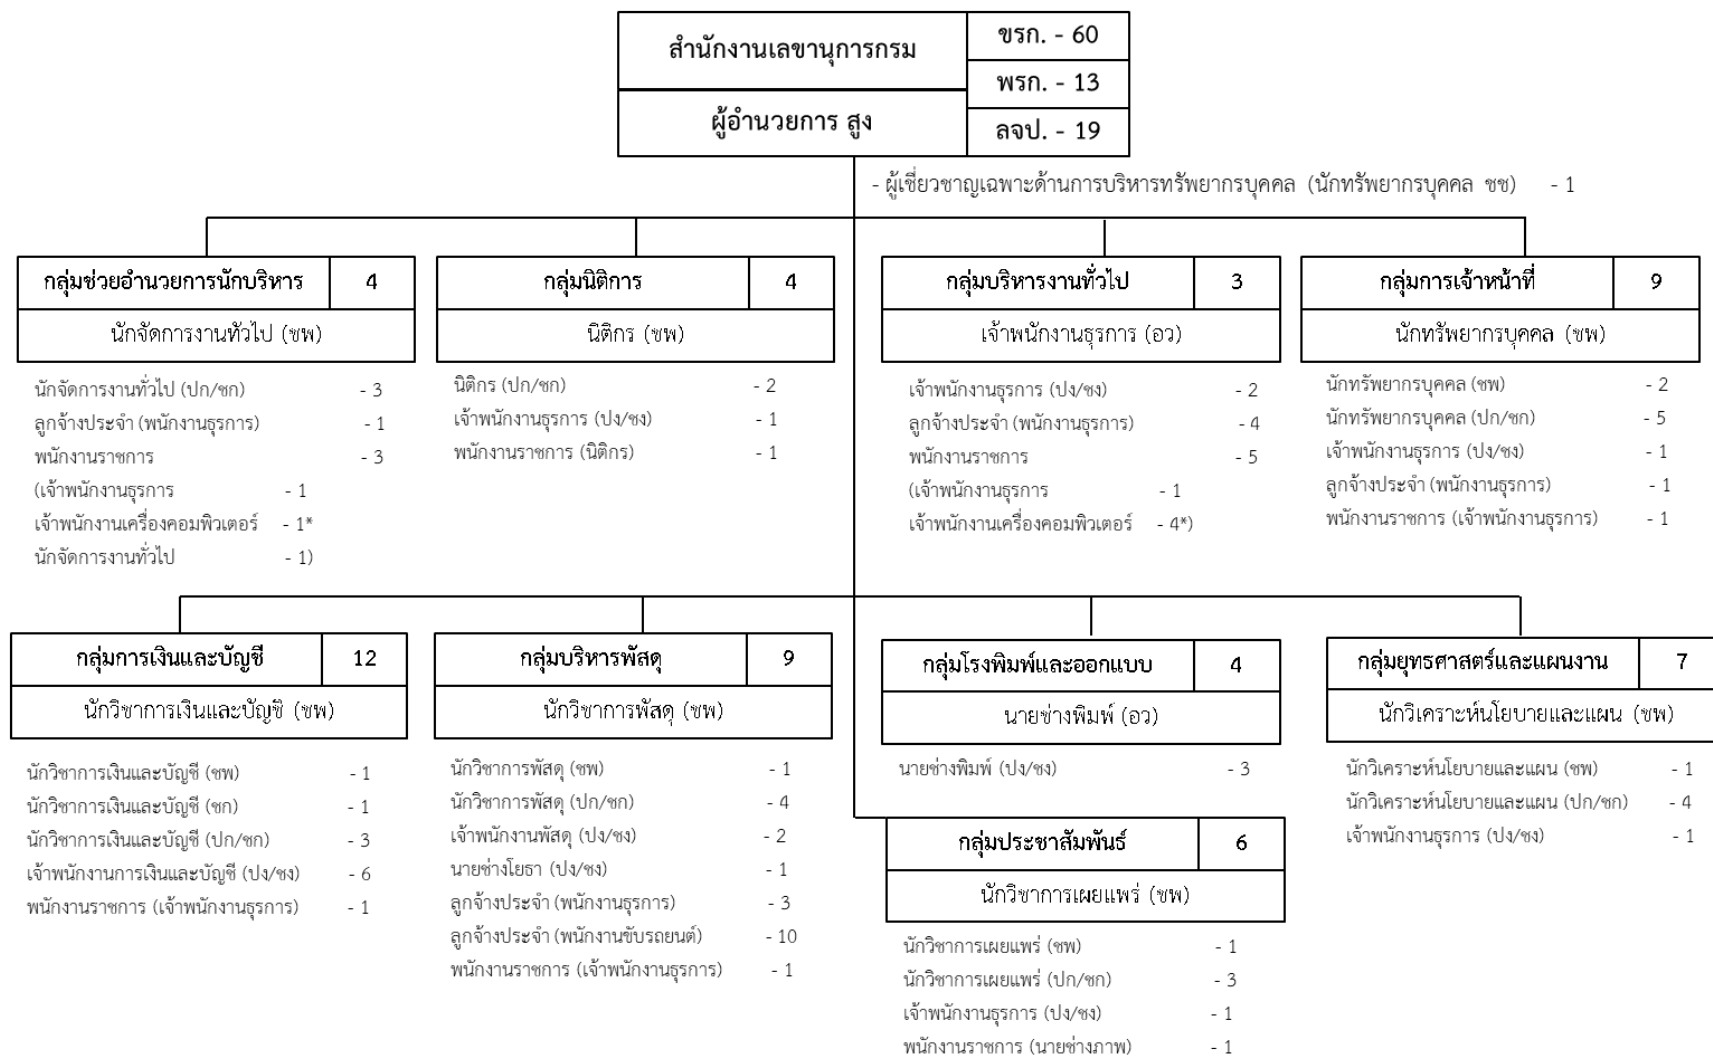 สำนักงานเลขานุการกรม
ผู้อำนวยการ สูง
ขรก. - 60
พรก. - 13
ลจป. - 19
- ผู้เชี่ยวชาญเฉพาะด้านการบริหารทรัพยากรบุคคล (นักทรัพยากรบุคคล ชช) - 1
กลุ่มช่วยอำนวยการนักบริหาร 4
นักจัดการงานทั่วไป (ชพ)
นักจัดการงานทั่วไป (ปก/ชก) - 3
ลูกจ้างประจำ (พนักงานธุรการ) - 1
พนักงานราชการ - 3
(เจ้าพนักงานธุรการ - 1
เจ้าพนักงานเครื่องคอมพิวเตอร์ - 1*
นักจัดการงานทั่วไป - 1)
กลุ่มนิติการ 4
นิติกร (ชพ)
นิติกร (ปก/ชก) - 2
เจ้าพนักงานธุรการ (ปง/ชง) - 1
พนักงานราชการ (นิติกร) - 1
กลุ่มบริหารงานทั่วไป 3
เจ้าพนักงานธุรการ (อว)
เจ้าพนักงานธุรการ (ปง/ชง) - 2
ลูกจ้างประจำ (พนักงานธุรการ) - 4
พนักงานราชการ - 5
(เจ้าพนักงานธุรการ - 1
เจ้าพนักงานเครื่องคอมพิวเตอร์ - 4*)
กลุ่มการเจ้าหน้าที่ 9
นักทรัพยากรบุคคล (ชพ)
นักทรัพยากรบุคคล (ชพ) - 2
นักทรัพยากรบุคคล (ปก/ชก) - 5
เจ้าพนักงานธุรการ (ปง/ชง) - 1
ลูกจ้างประจำ (พนักงานธุรการ) - 1
พนักงานราชการ (เจ้าพนักงานธุรการ) - 1
กลุ่มการเงินและบัญชี 12
นักวิชาการเงินและบัญชี (ชพ)
นักวิชาการเงินและบัญชี (ชพ) - 1
นักวิชาการเงินและบัญชี (ชก) - 1
นักวิชาการเงินและบัญชี (ปก/ชก) - 3
เจ้าพนักงานการเงินและบัญชี (ปง/ชง) - 6
พนักงานราชการ (เจ้าพนักงานธุรการ) - 1
กลุ่มบริหารพัสดุ 9
นักวิชาการพัสดุ (ชพ)
นักวิชาการพัสดุ (ชพ) - 1
นักวิชาการพัสดุ (ปก/ชก) - 4
เจ้าพนักงานพัสดุ (ปง/ชง) - 2
นายช่างโยธา (ปง/ชง) - 1
ลูกจ้างประจำ (พนักงานธุรการ) - 3
ลูกจ้างประจำ (พนักงานขับรถยนต์) - 10
พนักงานราชการ (เจ้าพนักงานธุรการ) - 1
กลุ่มโรงพิมพ์และออกแบบ 4
นายช่างพิมพ์ (อว)
นายช่างพิมพ์ (ปง/ชง) - 3
กลุ่มประชาสัมพันธ์ 6
นักวิชาการเผยแพร่ (ชพ)
นักวิชาการเผยแพร่ (ชพ) - 1
นักวิชาการเผยแพร่ (ปก/ชก) - 3
เจ้าพนักงานธุรการ (ปง/ชง) - 1
พนักงานราชการ (นายช่างภาพ) - 1
กลุ่มยุทธศาสตร์และแผนงาน 7
นักวิเคราะห์นโยบายและแผน (ชพ)
นักวิเคราะห์นโยบายและแผน (ชพ) - 1
นักวิเคราะห์นโยบายและแผน (ปก/ชก) - 4
เจ้าพนักงานธุรการ (ปง/ชง) - 1